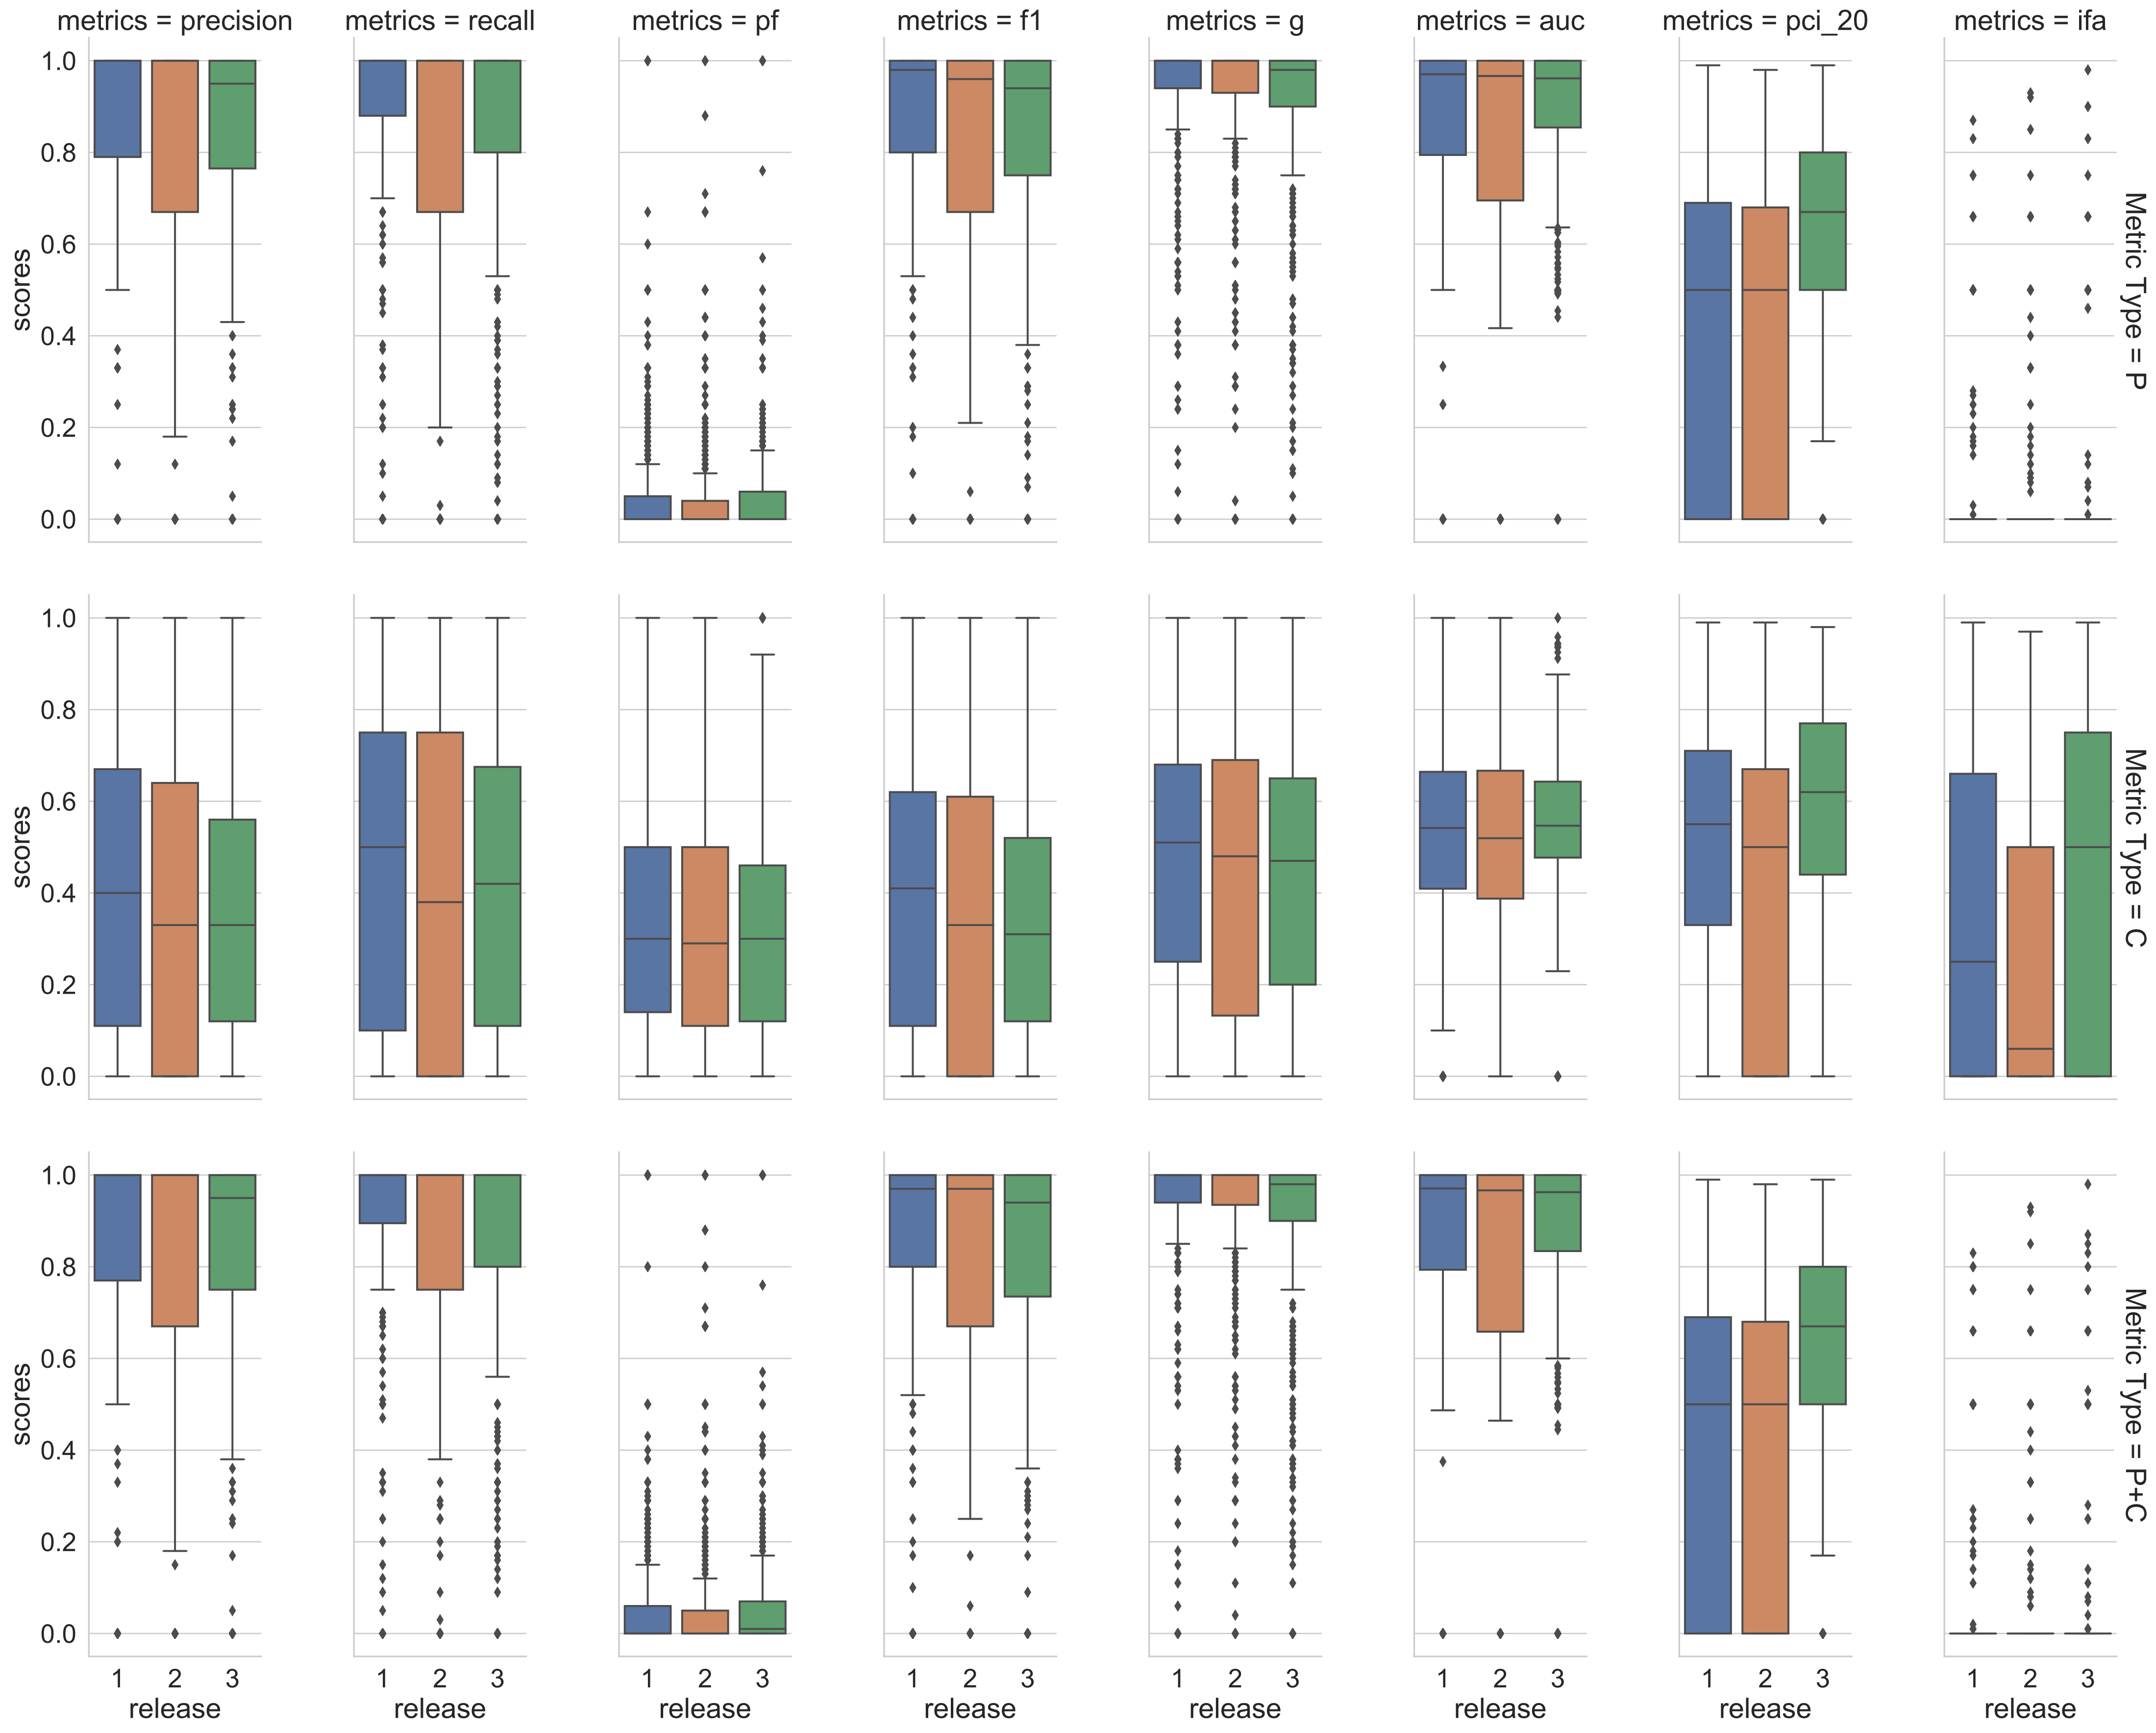 metrics = precision metrics = recall metrics = pf metrics = f1 metrics = g metrics = auc metrics = pci_20 metrics = ifa
1.0
0.8
0.6
0.4
0.2
0.0
scores
Metric Type = P
1.0
0.8
0.6
0.4
0.2
0.0
scores
Metric Type = C
1.0
0.8
0.6
0.4
0.2
0.0
scores
Metric Type = P+C
1 2 3 1 2 3 1 2 3 1 2 3 1 2 3 1 2 3 1 2 3 1 2 3
release release release release release release release release